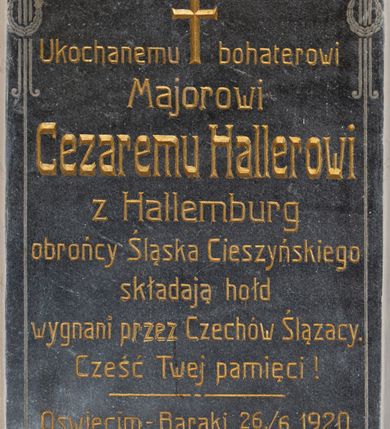 Ukochanemu bohaterowi
Majorowi
Cezaremu Hallerowi
z Hallemburg
obrońcy Śląska Cieszyńskiego
składają hołd
wygnani przez Czechów Ślązacy.
Cześć Twej pamięci!
Oświęcim-Baraki 26/6 1920